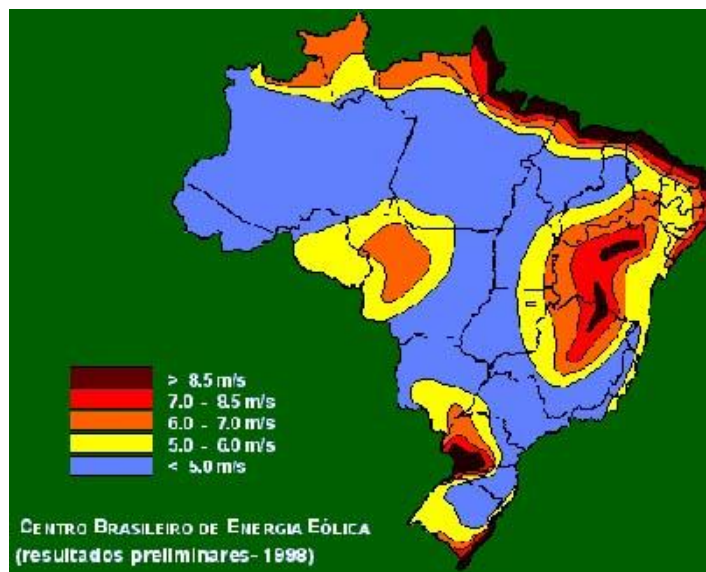 > 8.5 m/s
7.0 - 8.5 m/s
6.0 - 7.0 m/s
5.0 - 6.0 m/s
< 5.0 m/s
CENTRO BRASILEIRO DE ENERGIA EÓLICA
(resultados preliminares- 1998)